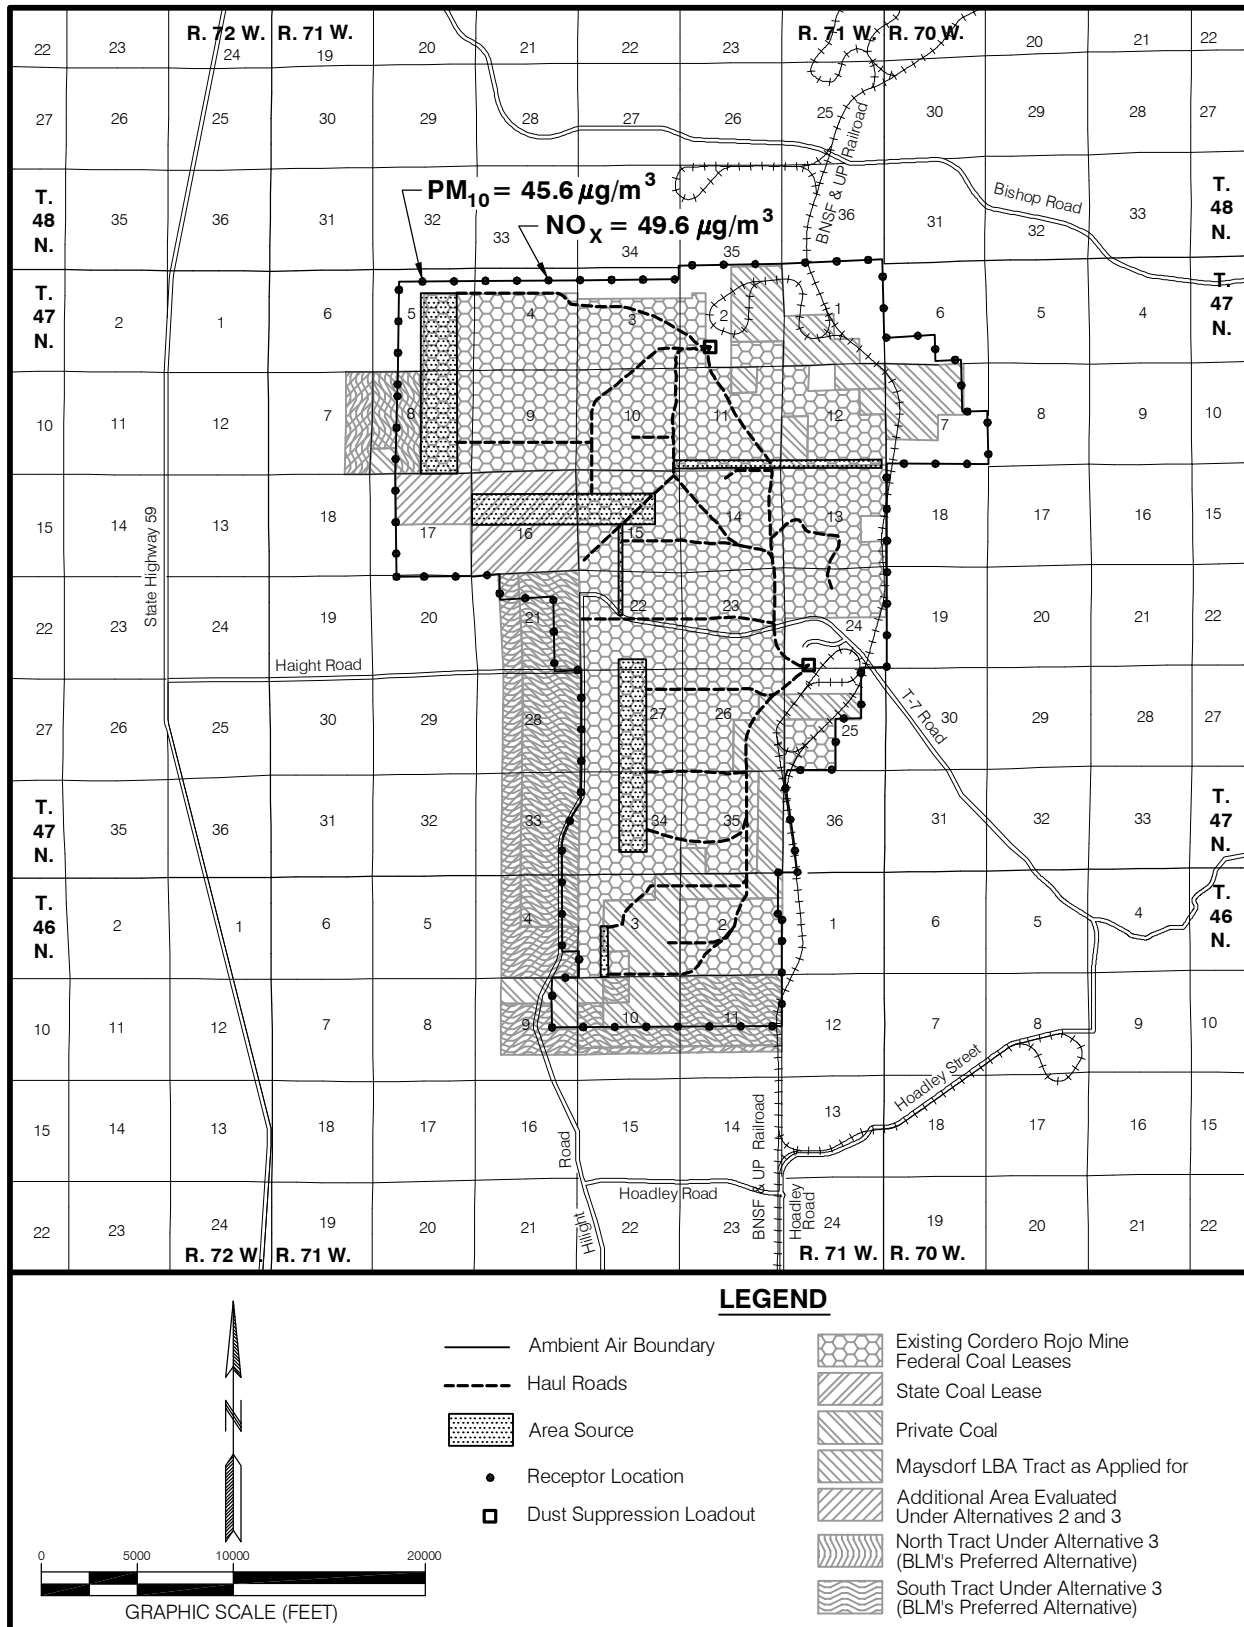 R. 72 W. R. 71 W. R. 71 W. R. 70 W.
22 23 24 19 20 21 22 23 20 21 22
27 26 25 30 29 28 27 26 25 30 29 28 27
BNSF & UP Railroad
PM10 = 45.6 µg/m3
NOX = 49.6 µg/m3
Bishop Road
T. 48 N. 35 36 31 32 33 34 35 36 31 32 33 T. 48 N.
T. 47 N. 2 1 6 5 4 3 2 1 6 5 4 T. 47 N.
10 11 12 7 8 9 10 11 12 7 8 9 10
15 14 13 18 17 16 15 14 13 18 17 16 15
State Highway 59
22 23 24 19 20 21 22 23 24 19 20 21 22
Haight Road
T-7 Road
27 26 25 30 29 28 27 26 25 30 29 28 27
T. 47 N. 35 36 31 32 33 34 35 36 31 32 33 T. 47 N.
T. 46 N. 2 1 6 5 4 3 2 1 6 5 4 T. 46 N.
10 11 12 7 8 9 10 11 12 7 8 9 10
Hoadley Street
15 14 13 18 17 16 15 14 13 18 17 16 15
Hilight Road
BNSF & UP Railroad
Hoadley Road
Hoadley Road
22 23 24 19 20 21 22 23 24 19 20 21 22
R. 72 W. R. 71 W. R. 71 W. R. 70 W.
LEGEND
Ambient Air Boundary
Haul Roads
Area Source
Receptor Location
Dust Suppression Loadout
Existing Cordero Rojo Mine
Federal Coal Leases
State Coal Lease
Private Coal
Maysdorf LBA Tract as Applied for
Additional Area Evaluated
Under Alternatives 2 and 3
North Tract Under Alternative 3
(BLM's Preferred Alternative)
South Tract Under Alternative 3
(BLM's Preferred Alternative)
N
0 5000 10000 20000
GRAPHIC SCALE (FEET)